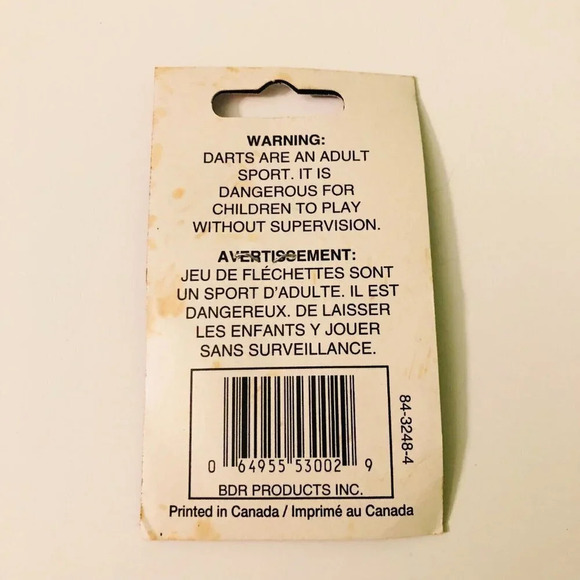 WARNING:
DARTS ARE AN ADULT
SPORT. IT IS
DANGEROUS FOR
CHILDREN TO PLAY
WITHOUT SUPERVISION.
AVERTISSEMENT:
JEU DE FLÉCHETTES SONT
UN SPORT D'ADULTE. IL EST
DANGEREUX. DE LAISSER
LES ENFANTS Y JOUER
SANS SURVEILLANCE.
0 64955 53002 9
BDR PRODUCTS INC.
84-3248-4
Printed in Canada / Imprimé au Canada